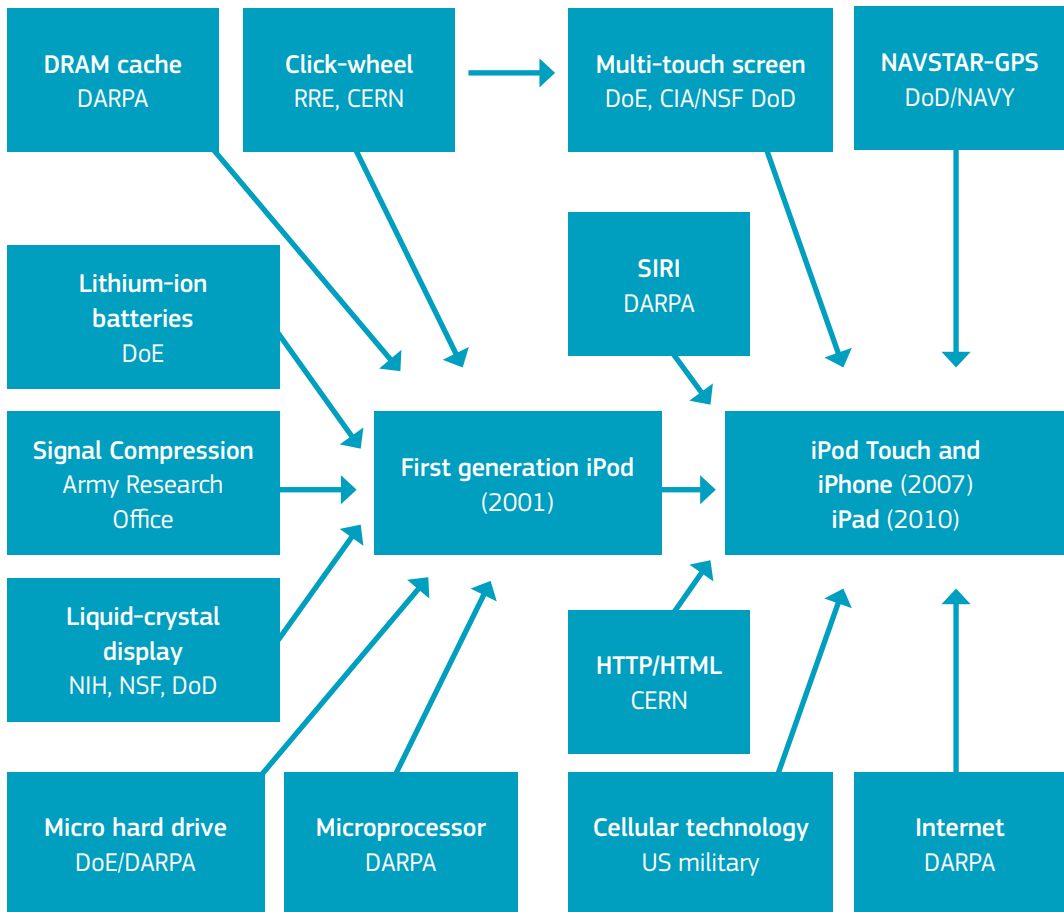 DRAM cache
DARPA
Click-wheel
RRE, CERN
Multi-touch screen
DoE, CIA/NSF DoD
NAVSTAR-GPS
DoD/NAVY
SIRI
DARPA
Lithium-ion
batteries
DoE
Signal Compression
Army Research
Office
First generation iPod
(2001)
iPod Touch and
iPhone (2007)
iPad (2010)
Liquid-crystal
display
NIH, NSF, DoD
HTTP/HTML
CERN
Micro hard drive
DoE/DARPA
Microprocessor
DARPA
Cellular technology
US military
Internet
DARPA